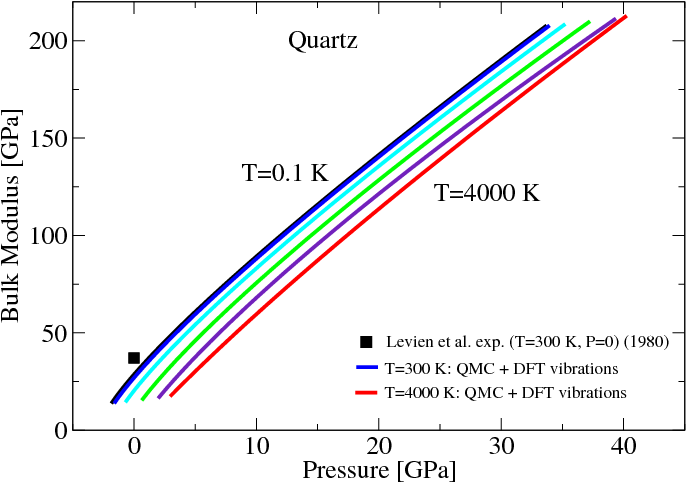 Quartz
T=0.1 K
T=4000 K
Levien et al. exp. (T=300 K, P=0) (1980)
T=300 K: QMC + DFT vibrations
T=4000 K: QMC + DFT vibrations
Bulk Modulus [GPa]
200
150
100
50
0
0 10 20 30 40
Pressure [GPa]